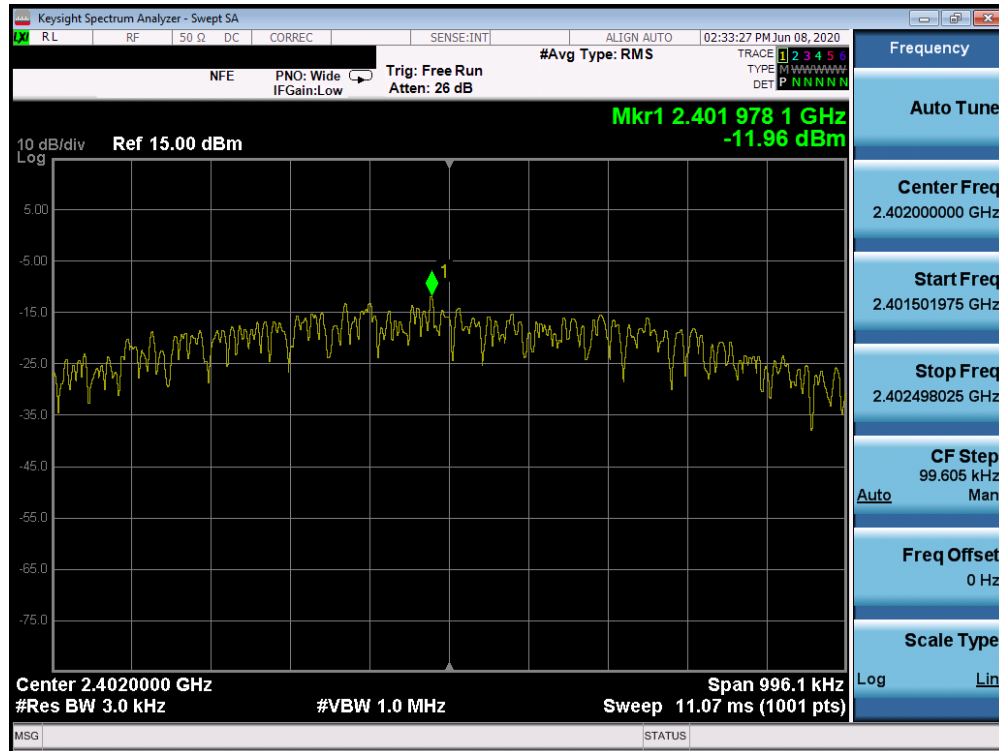 Keysight Spectrum Analyzer - Swept SA
LXI RL RF 50 Ω DC CORREC SENSE:INT ALIGN AUTO 02:33:27 PM Jun 08, 2020
NFE PNO: Wide Trig: Free Run #Avg Type: RMS TRACE 1 2 3 4 5 6
IFGain:Low Atten: 26 dB TYPE M WWWWW
DET P N N N N N
Mkr1 2.401 978 1 GHz
-11.96 dBm
10 dB/div Ref 15.00 dBm
Log
1
5.00
-5.00
-15.0
-25.0
-35.0
-45.0
-55.0
-65.0
-75.0
Center 2.4020000 GHz Span 996.1 kHz
#Res BW 3.0 kHz #VBW 1.0 MHz Sweep 11.07 ms (1001 pts)
MSG STATUS
Frequency
Auto Tune
Center Freq
2.402000000 GHz
Start Freq
2.401501975 GHz
Stop Freq
2.402498025 GHz
CF Step
99.605 kHz
Auto Man
Freq Offset
0 Hz
Scale Type
Log Lin